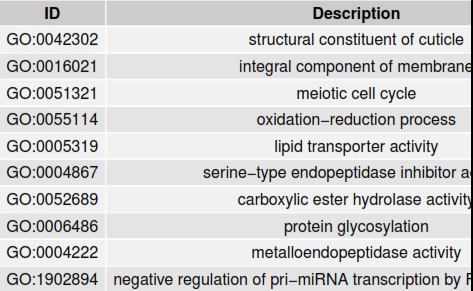 ID Description
GO:0042302 structural constituent of cuticle
GO:0016021 integral component of membrane
GO:0051321 meiotic cell cycle
GO:0055114 oxidation−reduction process
GO:0005319 lipid transporter activity
GO:0004867 serine−type endopeptidase inhibitor
GO:0052689 carboxylic ester hydrolase activity
GO:0006486 protein glycosylation
GO:0004222 metalloendopeptidase activity
GO:1902894 negative regulation of pri−miRNA transcription by